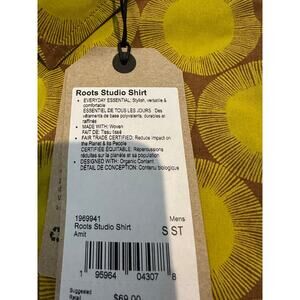 Roots Studio Shirt
• EVERYDAY ESSENTIAL: Stylish, versatile &
comfortable
ESSENTIEL DE TOUS LES JOURS : Des
vêtements de base polyvalents, durables et
raffinés
• MADE WITH: Woven
FAIT DE: Tissu tissé
• FAIR TRADE CERTIFIED: Reduce impact on
the Planet & its People
CERTIFIÉE ÉQUITABLE: Répercussions
réduites sur la planète et sa population
• DESIGNED WITH: Organic Content
DÉTAIL DE CONCEPTION: Contenu biologique
1969941
Mens
Roots Studio Shirt
S ST
Amit
1 95964 04307 8
Suggested
Retail
$69.00